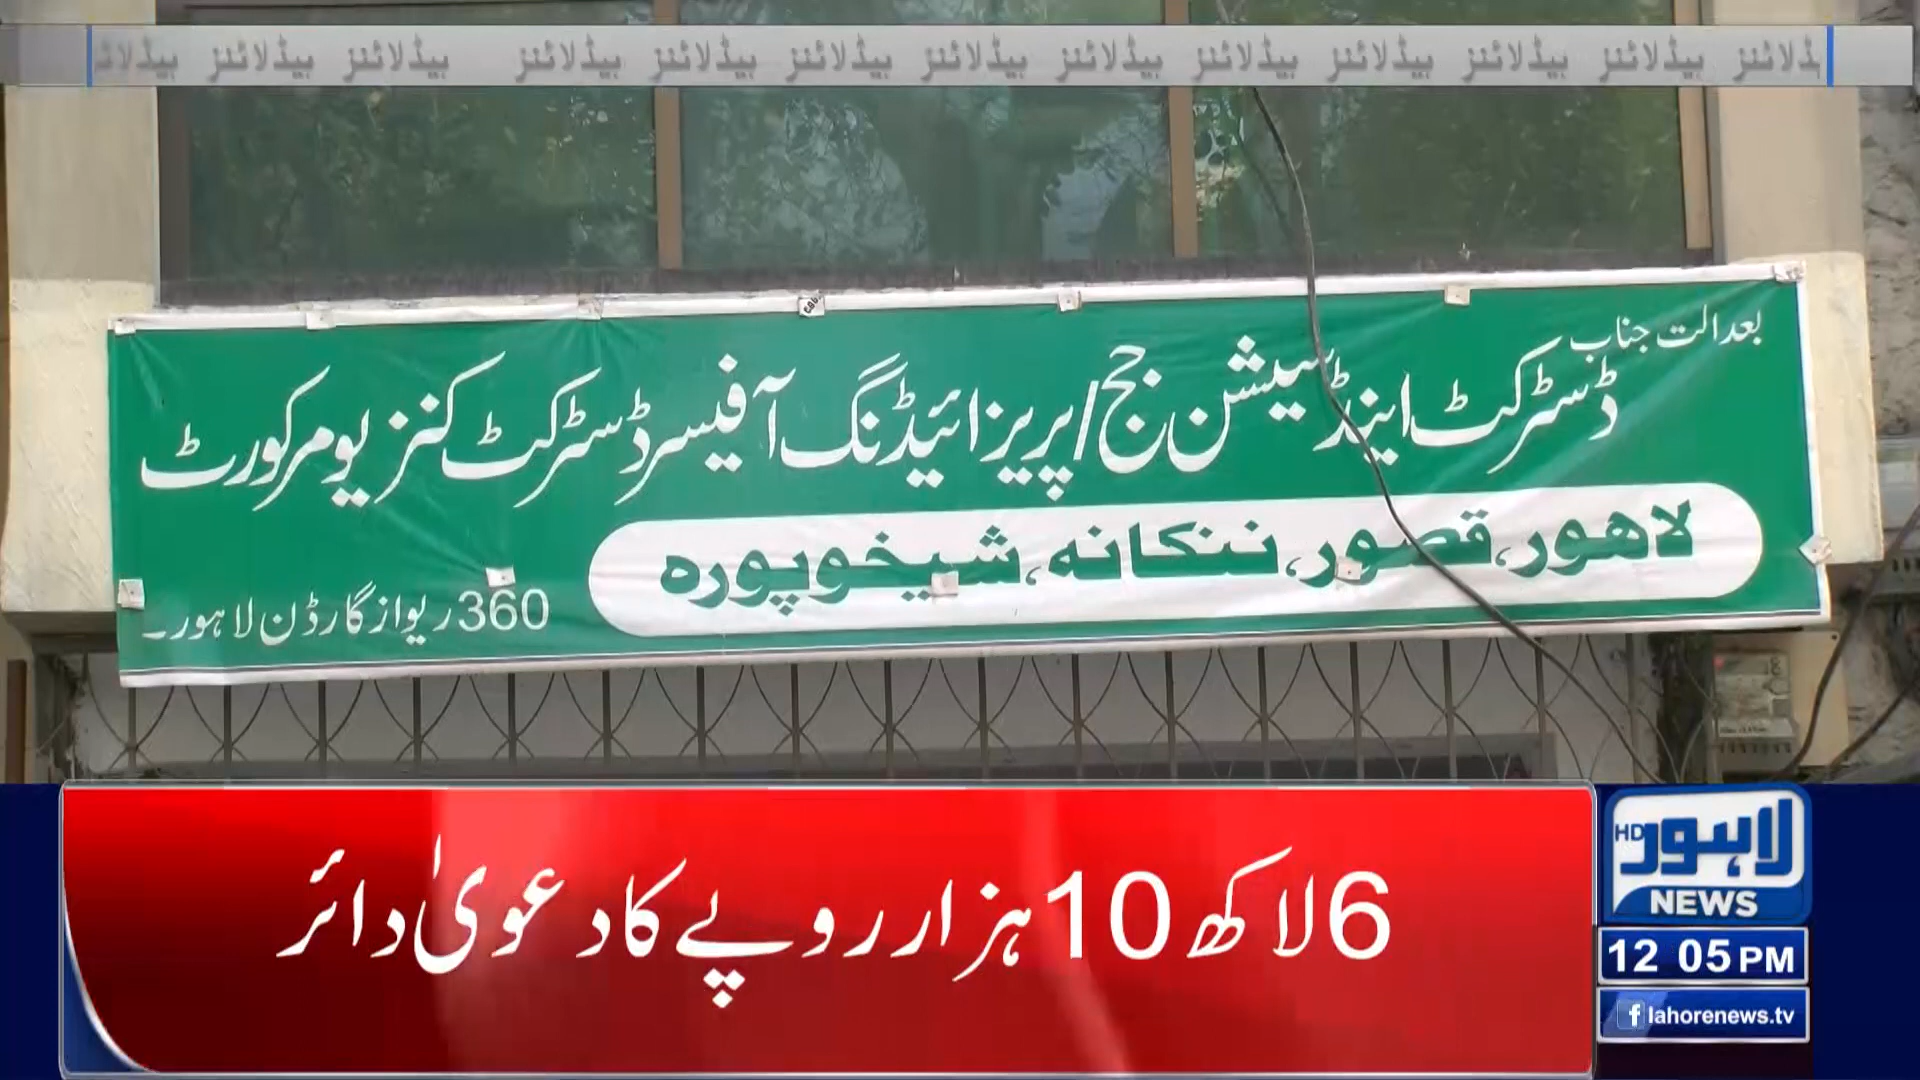 ہیڈلائنز ہیڈلائنز ہیڈلائنز ہیڈلائنز ہیڈلائنز ہیڈلائنز ہیڈلائنز ہیڈلائنز ہیڈلائنز ہیڈلائنز ہیڈلائنز
بعدالت جناب
ڈسٹرکٹ اینڈ سیشن جج/پریزائیڈنگ آفیسر ڈسٹرکٹ کنزیومر کورٹ
لاہور، قصور، ننکانہ، شیخوپورہ
360 ریواز گارڈن لاہور۔
6 لاکھ 10 ہزار روپے کا دعویٰ دائر
لاہور HD
NEWS
12 05 PM
lahorenews.tv